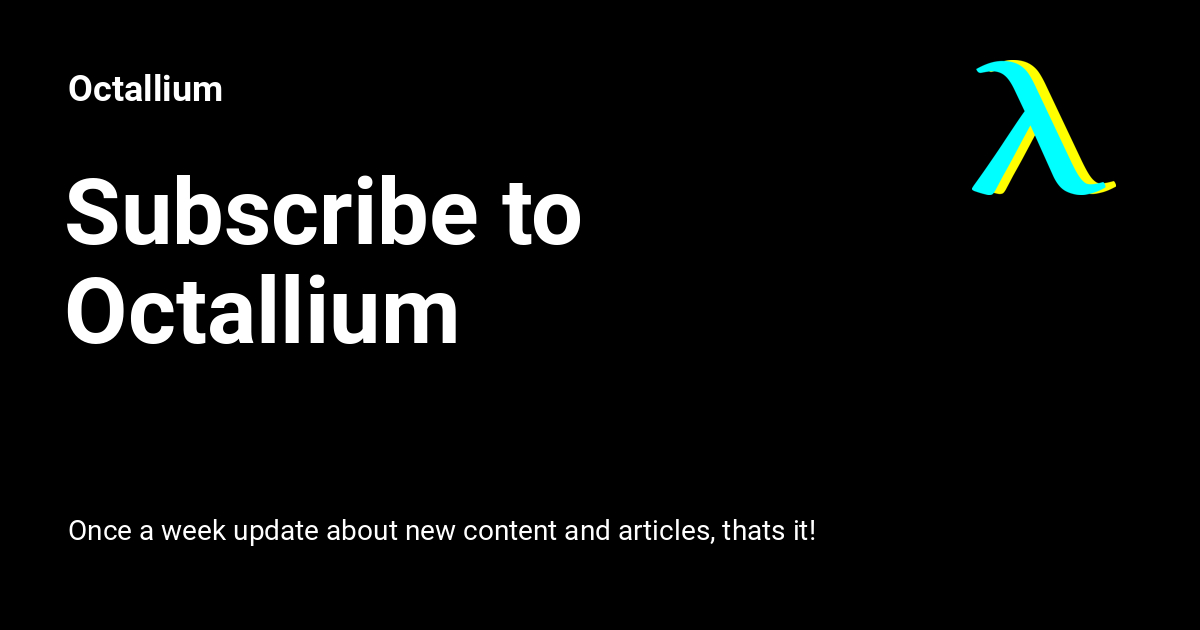 Octallium
λ
Subscribe to
Octallium
Once a week update about new content and articles, thats it!